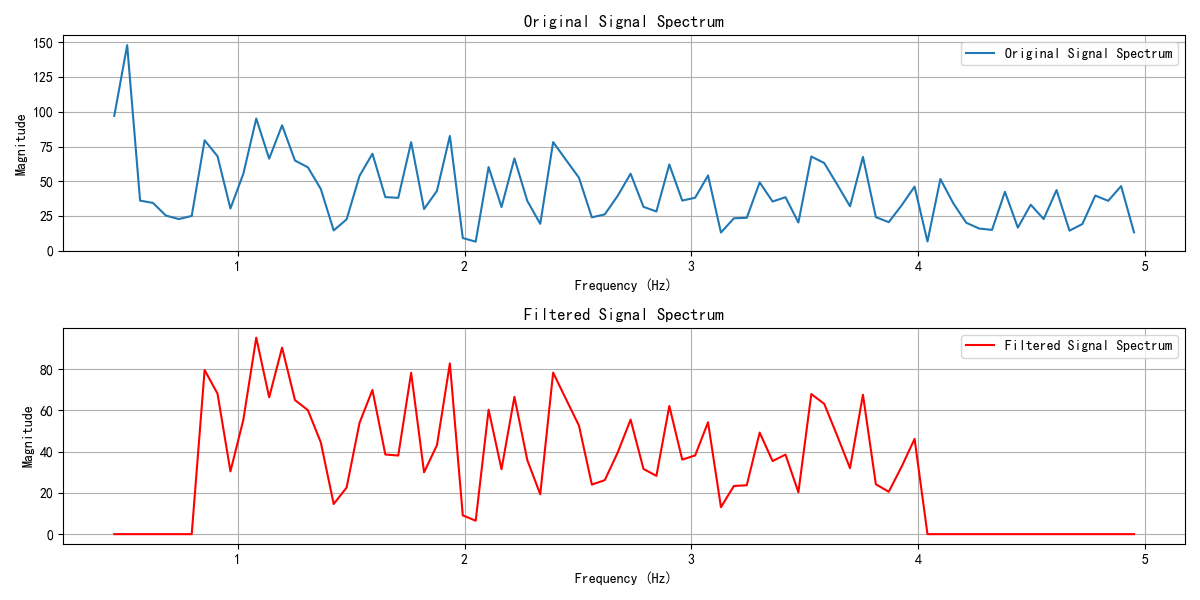 Original Signal Spectrum
150
125
100
75
50
25
0
Magnitude
Original Signal Spectrum
1 2 3 4 5
Frequency (Hz)
Filtered Signal Spectrum
80
60
40
20
0
Magnitude
Filtered Signal Spectrum
1 2 3 4 5
Frequency (Hz)